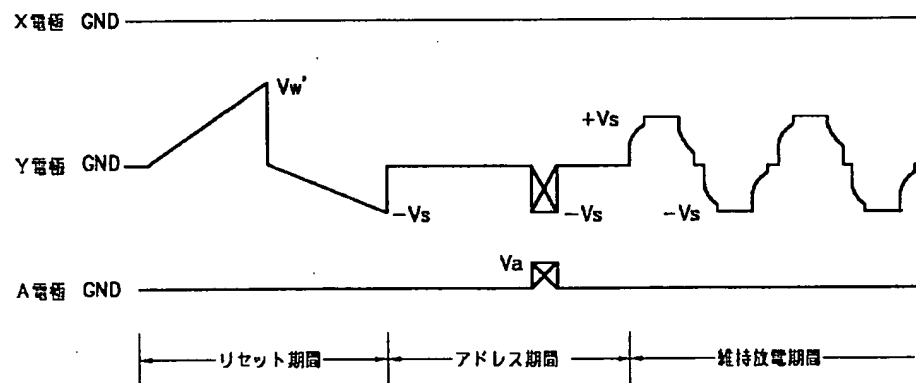 X電極 GND
Vw'
+Vs
Y電極 GND
-Vs
-Vs
-Vs
Va
A電極 GND
リセット期間
アドレス期間
維持放電期間